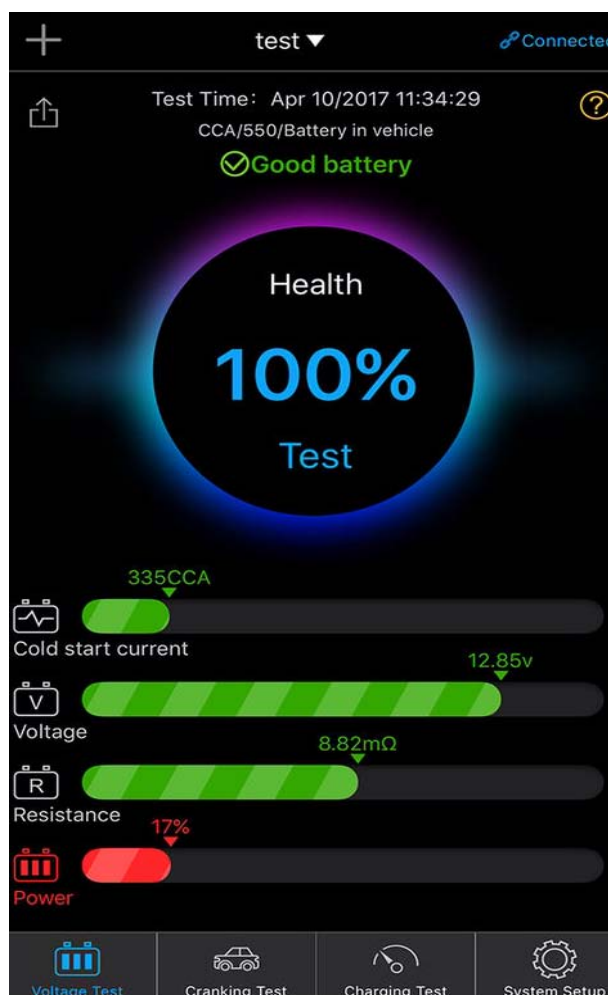 test ▼
Connected
Test Time: Apr 10/2017 11:34:29
?
CCA/550/Battery in vehicle
Good battery
Health
100%
Test
335CCA
Cold start current
12.85v
V
Voltage
8.82mΩ
R
Resistance
17%
Power
Voltage Test
Cranking Test
Charging Test
System Setup